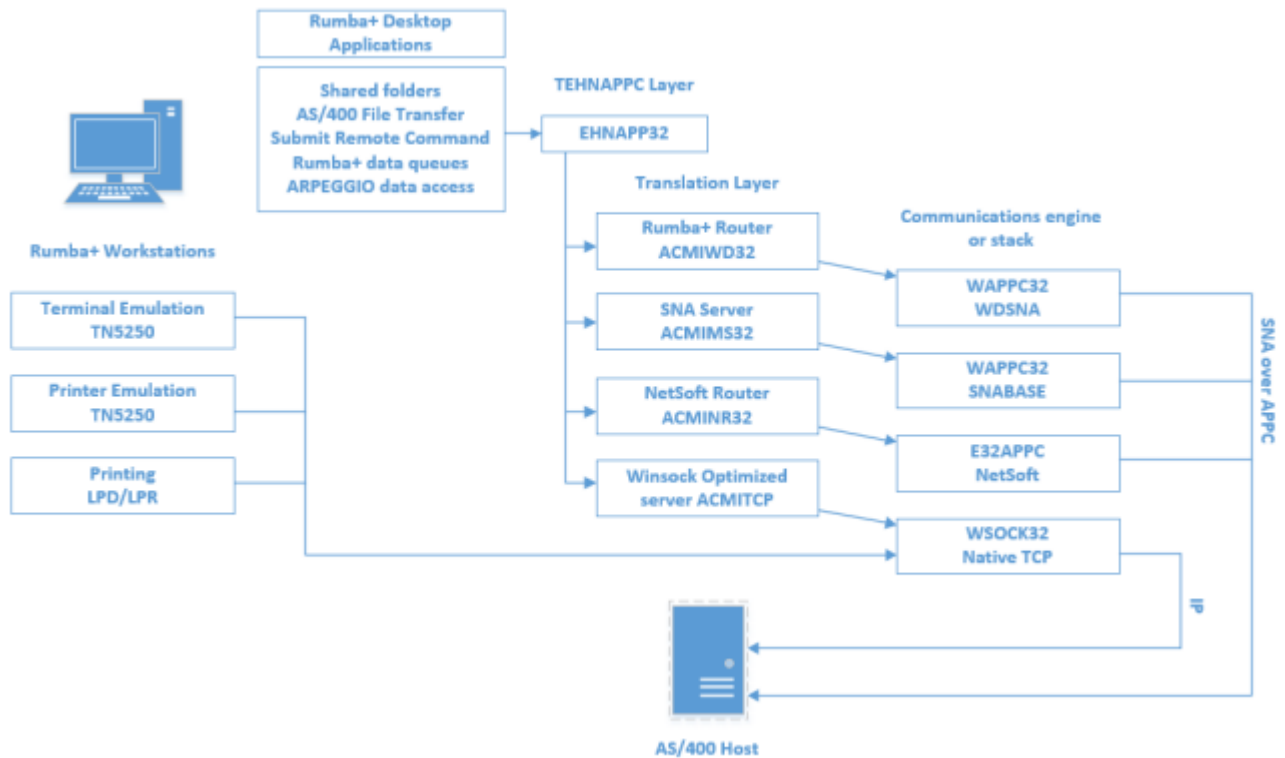 Rumba+ Desktop
Applications
Shared folders
AS/400 File Transfer
Submit Remote Command
Rumba+ data queues
ARPEGGIO data access
TEHNAPPC Layer
EHNAPP32
Translation Layer
Rumba+ Router
ACMIWD32
SNA Server
ACMIMS32
NetSoft Router
ACMINR32
Winsock Optimized
server ACMITCP
Communications engine
or stack
WAPPC32
WDSNA
WAPPC32
SNABASE
E32APPC
NetSoft
WSOCK32
Native TCP
SNA over APPC
IP
Rumba+ Workstations
Terminal Emulation
TN5250
Printer Emulation
TN5250
Printing
LPD/LPR
AS/400 Host